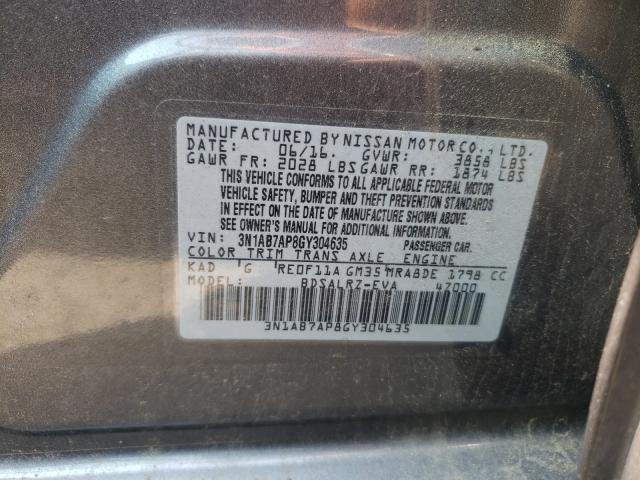 MANUFACTURED BY NISSAN MOTOR CO., LTD.
DATE: 06/16. GVWR: 3858 LBS
GAWR FR: 2028 LBS GAWR RR: 1874 LBS
THIS VEHICLE CONFORMS TO ALL APPLICABLE FEDERAL MOTOR
VEHICLE SAFETY, BUMPER AND THEFT PREVENTION STANDARDS
IN EFFECT ON THE DATE OF MANUFACTURE SHOWN ABOVE.
SEE OWNER'S MANUAL FOR ADDITIONAL INFORMATION.
VIN: 3N1AB7AP8GY304635 PASSENGER CAR.
COLOR TRIM TRANS AXLE ENGINE
KAD G RE0F11A GM35 MRA8DE 1798 CC
MODEL: BDSALRZ-EVA 47000
3N1AB7AP8GY304635